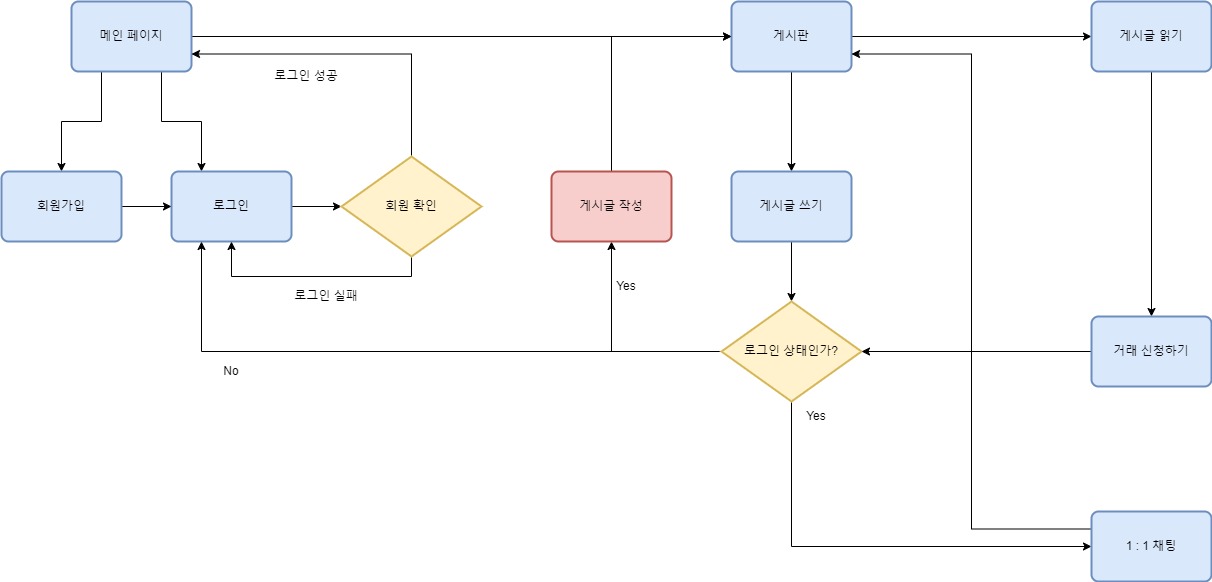 메인 페이지
게시판
게시글 읽기
로그인 성공
회원가입
로그인
회원 확인
게시글 작성
게시글 쓰기
로그인 실패
Yes
로그인 상태인가?
거래 신청하기
No
Yes
1 : 1 채팅